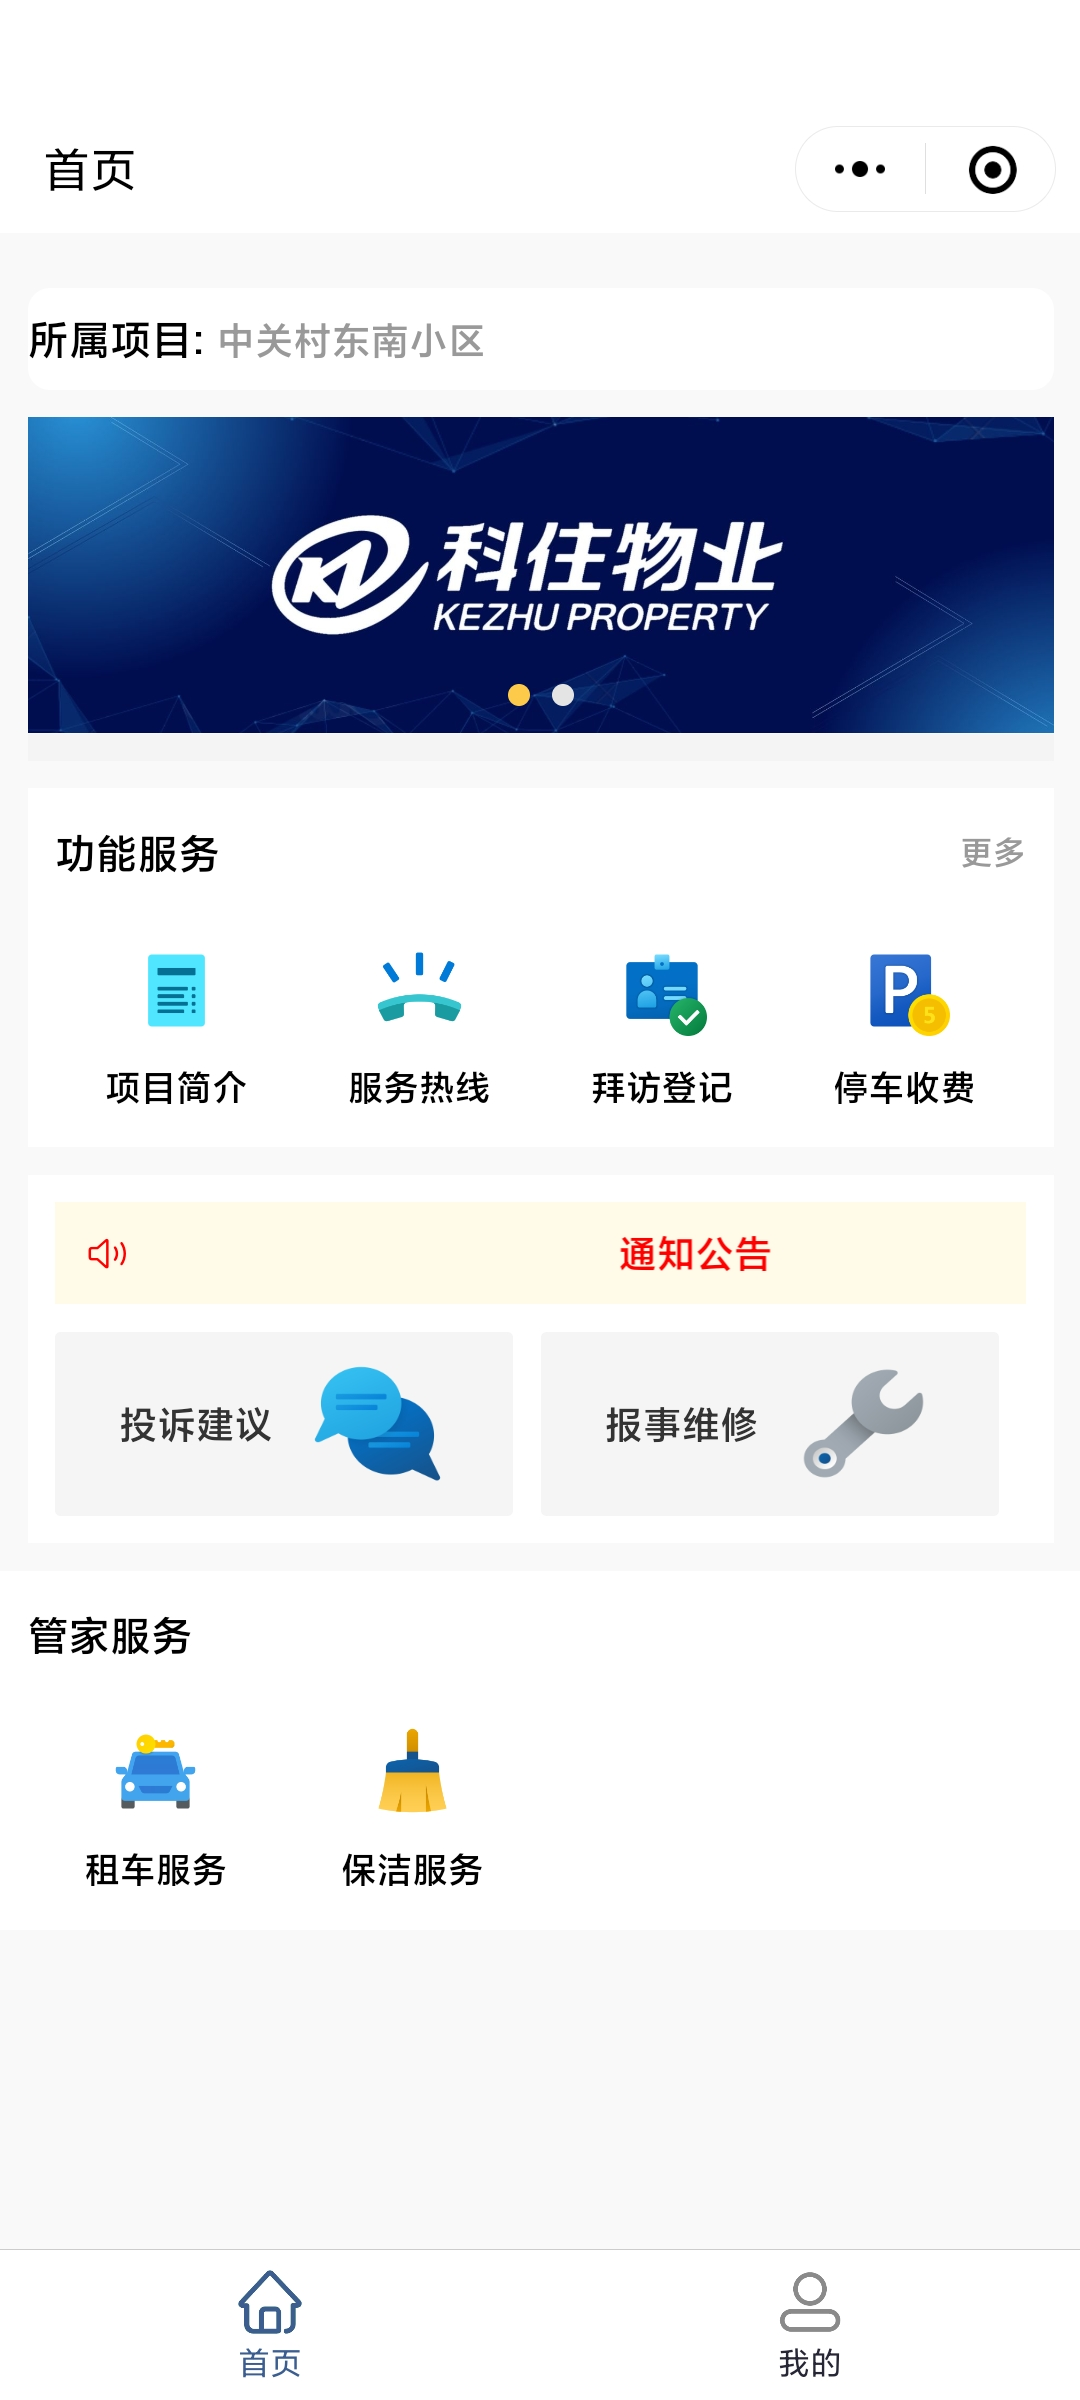 首页
所属项目: 中关村东南小区
科住物业
KEZHU PROPERTY
功能服务
更多
项目简介
服务热线
拜访登记
P
5
停车收费
通知公告
投诉建议
报事维修
管家服务
租车服务
保洁服务
首页
我的